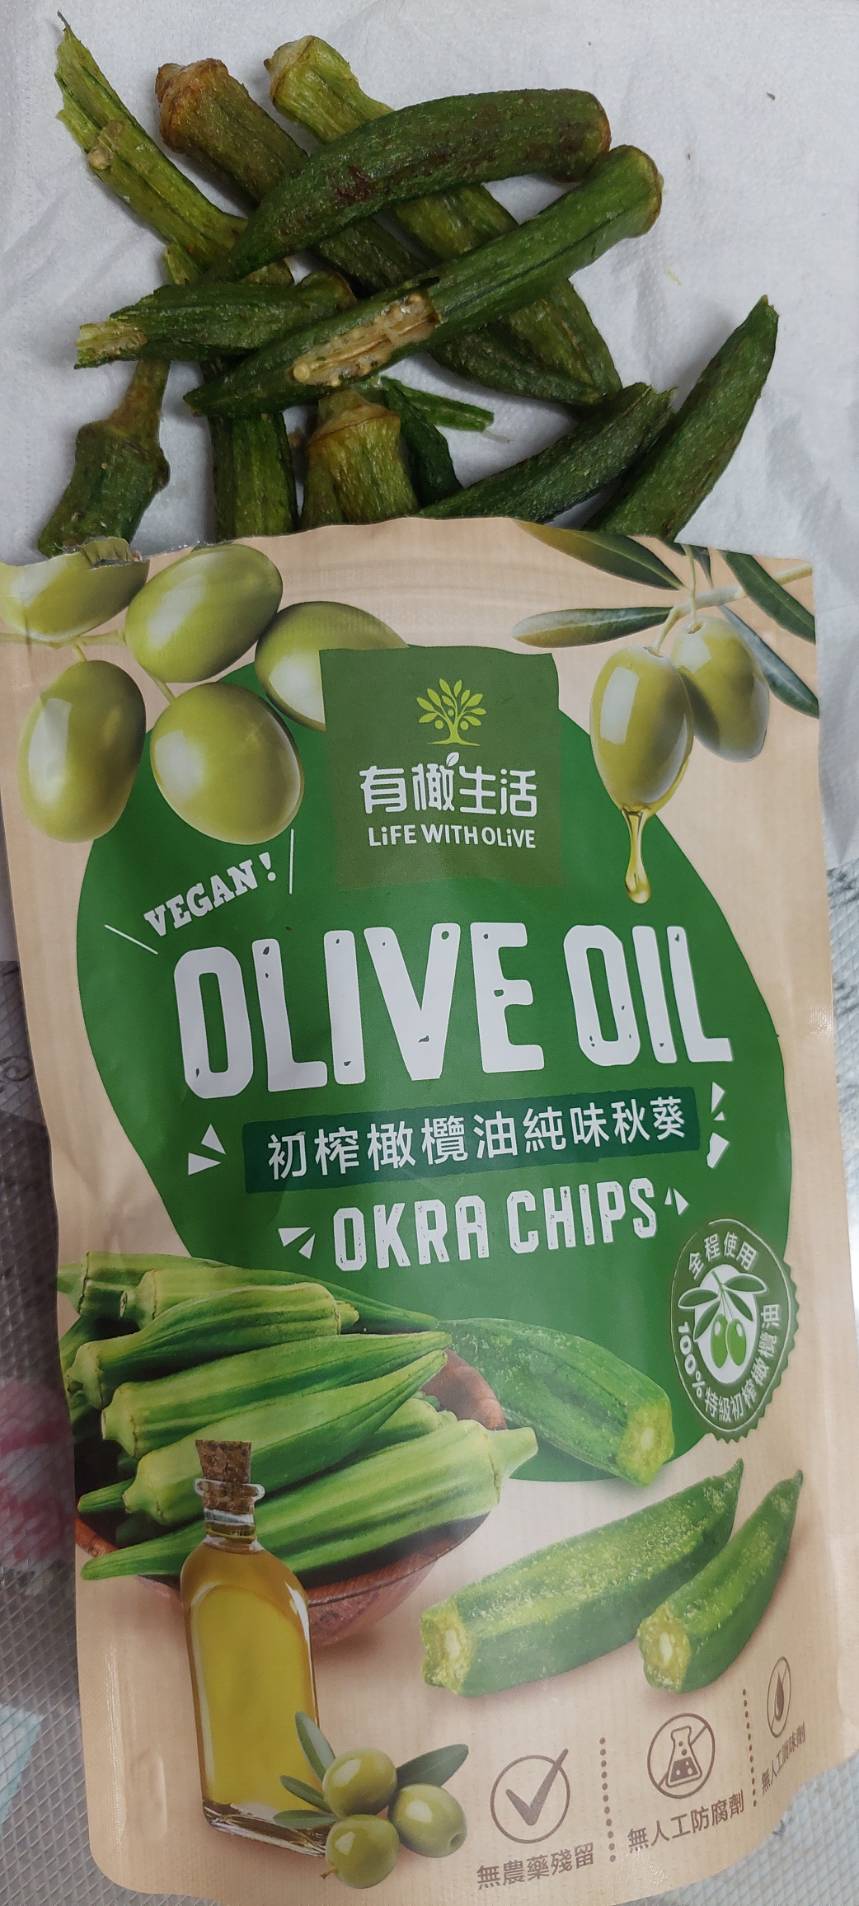 有橄生活
LiFE WITH OLiVE
VEGAN!
OLIVE OIL
初榨橄欖油純味秋葵
OKRA CHIPS
全程使用
100%特級初榨橄欖油
無農藥殘留
無人工防腐劑
無人工調味劑